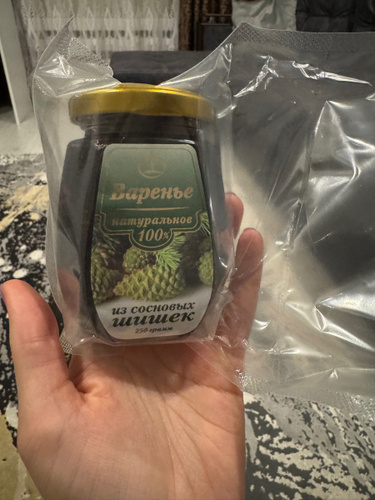 Варенье
натуральное
100%
из сосновых
шишек
250 грамм